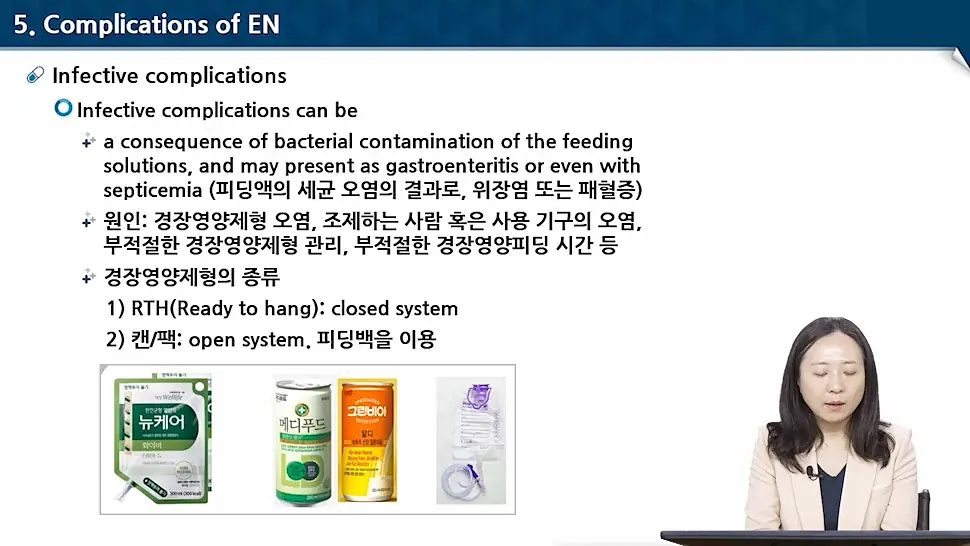 5. Complications of EN
Infective complications
Infective complications can be
a consequence of bacterial contamination of the feeding
solutions, and may present as gastroenteritis or even with
septicemia (피딩액의 세균 오염의 결과로, 위장염 또는 패혈증)
원인: 경장영양제형 오염, 조제하는 사람 혹은 사용 기구의 오염,
부적절한 경장영양제형 관리, 부적절한 경장영양피딩 시간 등
경장영양제형의 종류
1) RTH(Ready to hang): closed system
2) 캔/팩: open system. 피딩백을 이용
Wellife
뉴케어
화이바
메디푸드
그린비아